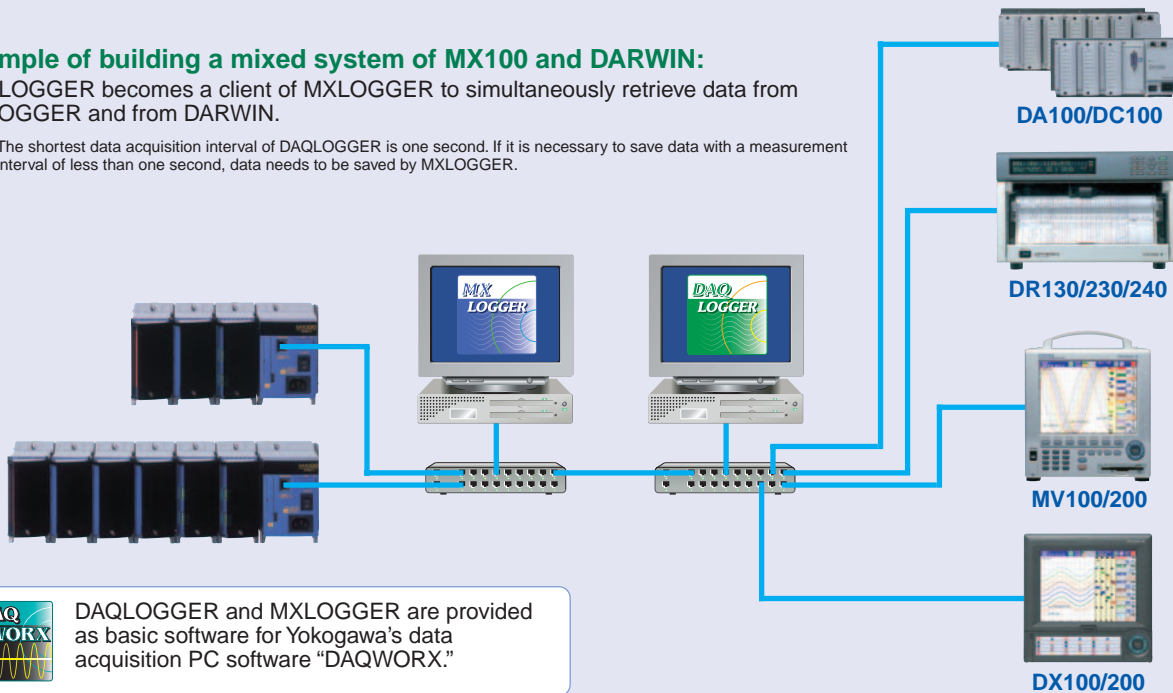 mple of building a mixed system of MX100 and DARWIN:
LOGGER becomes a client of MXLOGGER to simultaneously retrieve data from
OGGER and from DARWIN.
The shortest data acquisition interval of DAQLOGGER is one second. If it is necessary to save data with a measurement
interval of less than one second, data needs to be saved by MXLOGGER.
DA100/DC100
DR130/230/240
MX
LOGGER
DAQ
LOGGER
MV100/200
DAQLOGGER and MXLOGGER are provided
as basic software for Yokogawa's data
acquisition PC software “DAQWORX.”
AQ
WORX
DX100/200